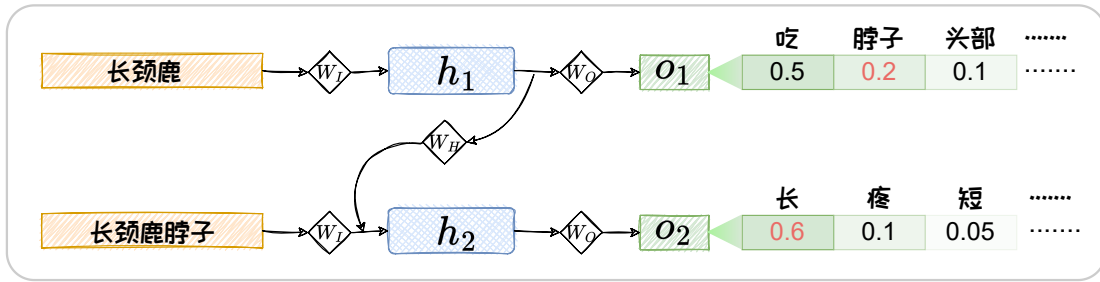 吃 脖子 头部 ·······
长颈鹿 W_I h_1 W_O o_1 0.5 0.2 0.1 ·······
W_H
长 疼 短 ·······
长颈鹿脖子 W_I h_2 W_O o_2 0.6 0.1 0.05 ·······